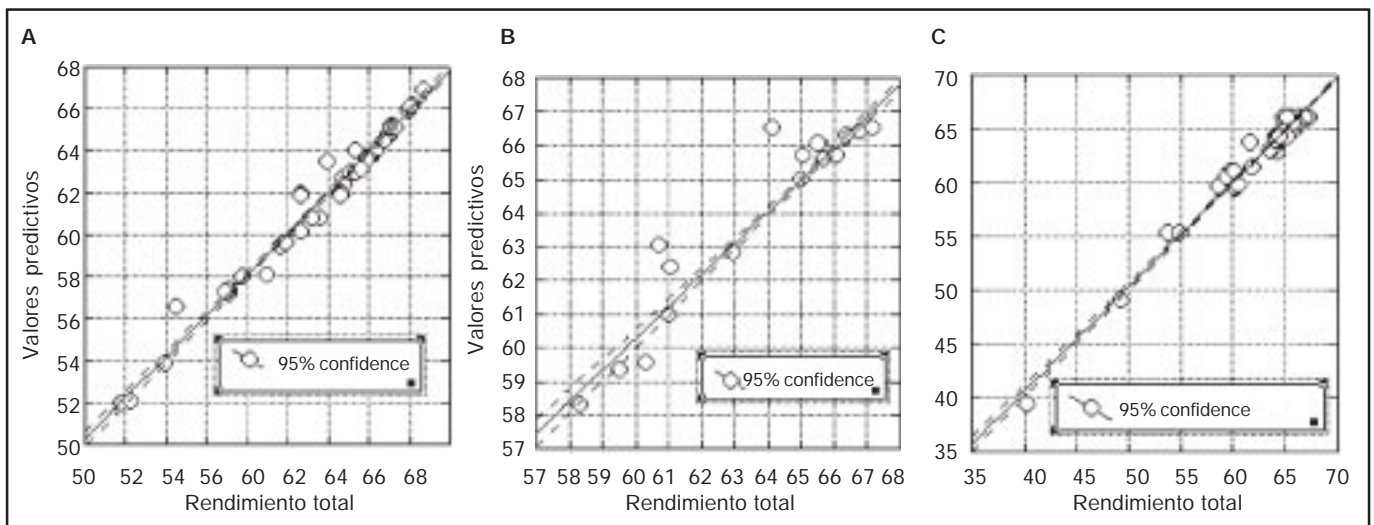 A
Valores predictivos
68
66
64
62
60
58
56
54
52
50
95% confidence
50 52 54 56 58 60 62 64 66 68
Rendimiento total
B
Valores predictivos
68
67
66
65
64
63
62
61
60
59
58
57
95% confidence
57 58 59 60 61 62 63 64 65 66 67 68
Rendimiento total
C
70
65
60
55
50
45
40
35
95% confidence
35 40 45 50 55 60 65 70
Rendimiento total